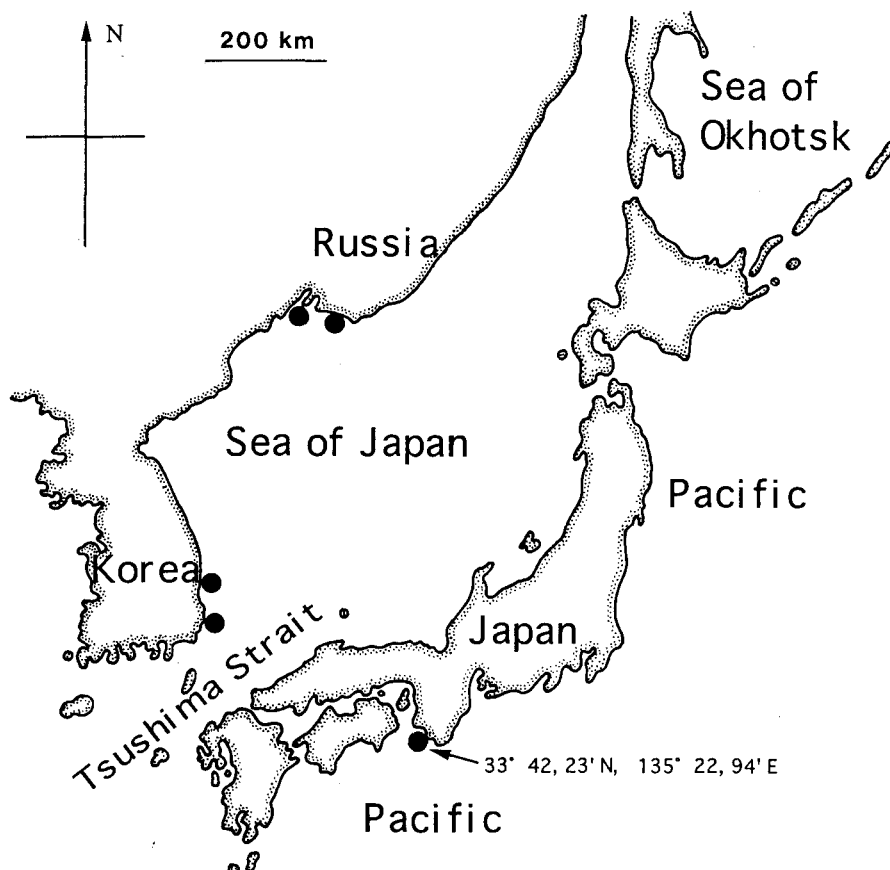 N
200 km
Sea of
Okhotsk
Russia
Sea of Japan
Pacific
Korea
Japan
Tsushima Strait
33° 42, 23' N, 135° 22, 94' E
Pacific